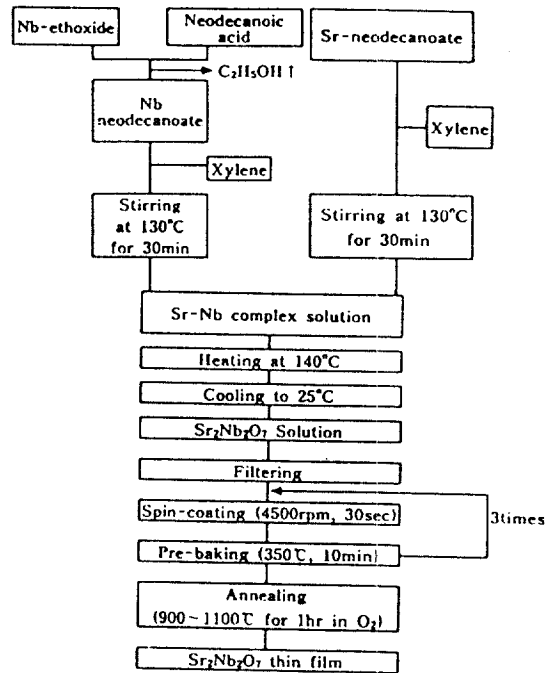 Nb-ethoxide
Neodecanoic
acid
Sr-neodecanoate
C₂H₅OH↑
Nb
neodecanoate
Xylene
Xylene
Stirring
at 130°C
for 30min
Stirring at 130°C
for 30min
Sr-Nb complex solution
Heating at 140°C
Cooling to 25°C
Sr₂Nb₂O₇ Solution
Filtering
Spin-coating (4500rpm, 30sec)
3times
Pre-baking (350℃, 10min)
Annealing
(900~1100℃ for 1hr in O₂)
Sr₂Nb₂O₇ thin film